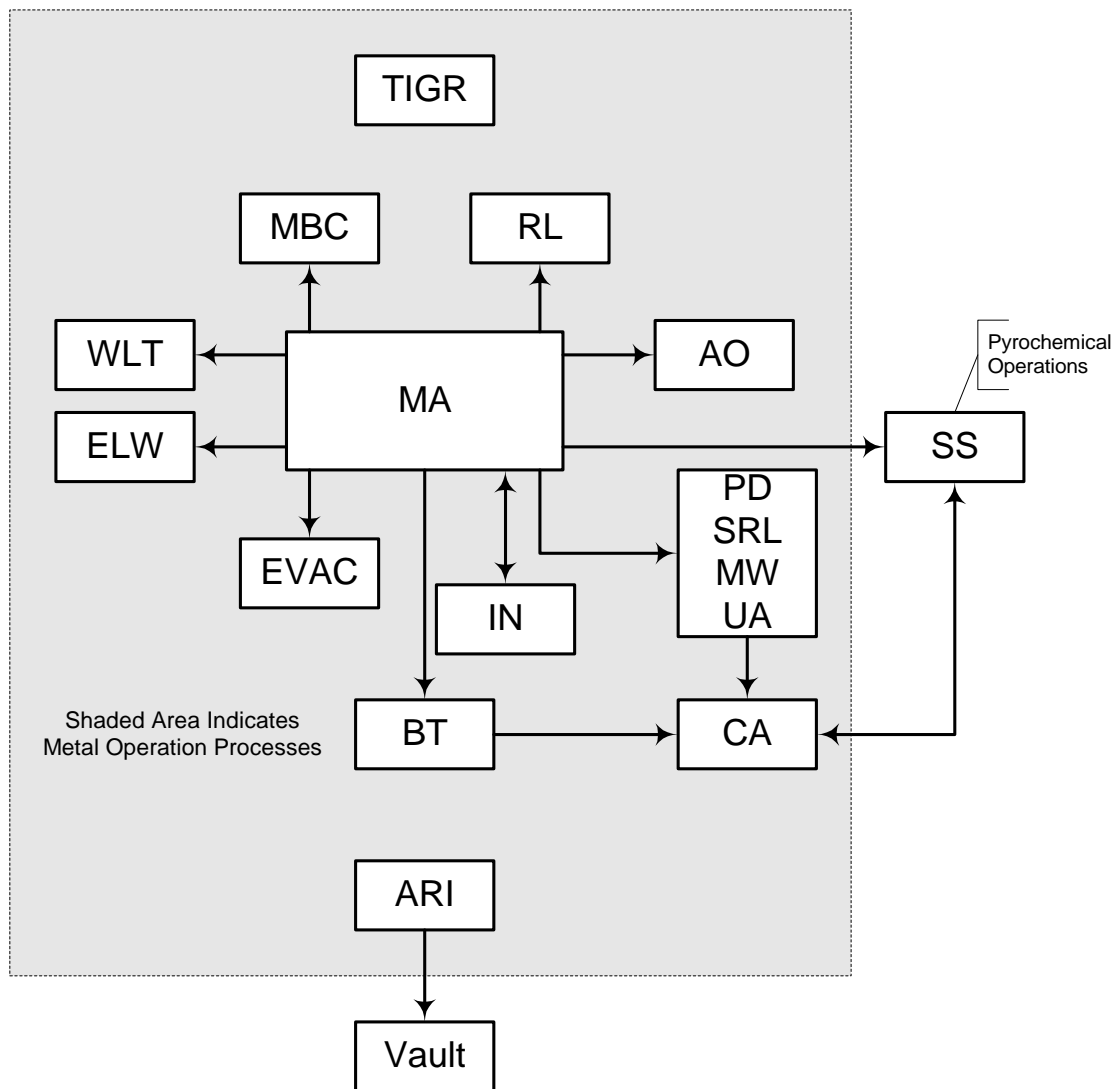 TIGR
MBC
RL
WLT
MA
AO
Pyrochemical
Operations
ELW
SS
PD
SRL
MW
UA
EVAC
IN
Shaded Area Indicates
Metal Operation Processes
BT
CA
ARI
Vault